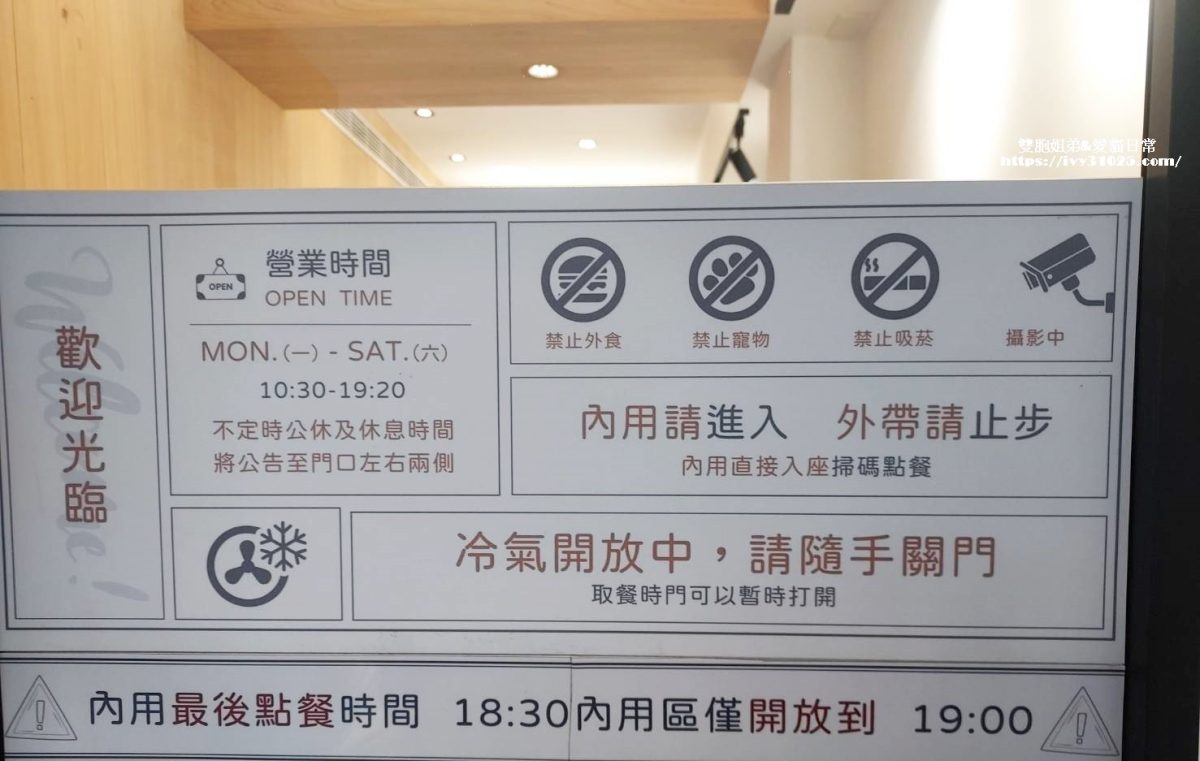 雙胞姐弟&愛貓日常
https://ivy31025.com/
Welcome!
歡迎光臨
OPEN
營業時間
OPEN TIME
MON.(一) - SAT.(六)
10:30-19:20
不定時公休及休息時間
將公告至門口左右兩側
禁止外食
禁止寵物
禁止吸菸
攝影中
內用請進入 外帶請止步
內用直接入座掃碼點餐
冷氣開放中，請隨手關門
取餐時門可以暫時打開
內用最後點餐時間 18:30
內用區僅開放到 19:00